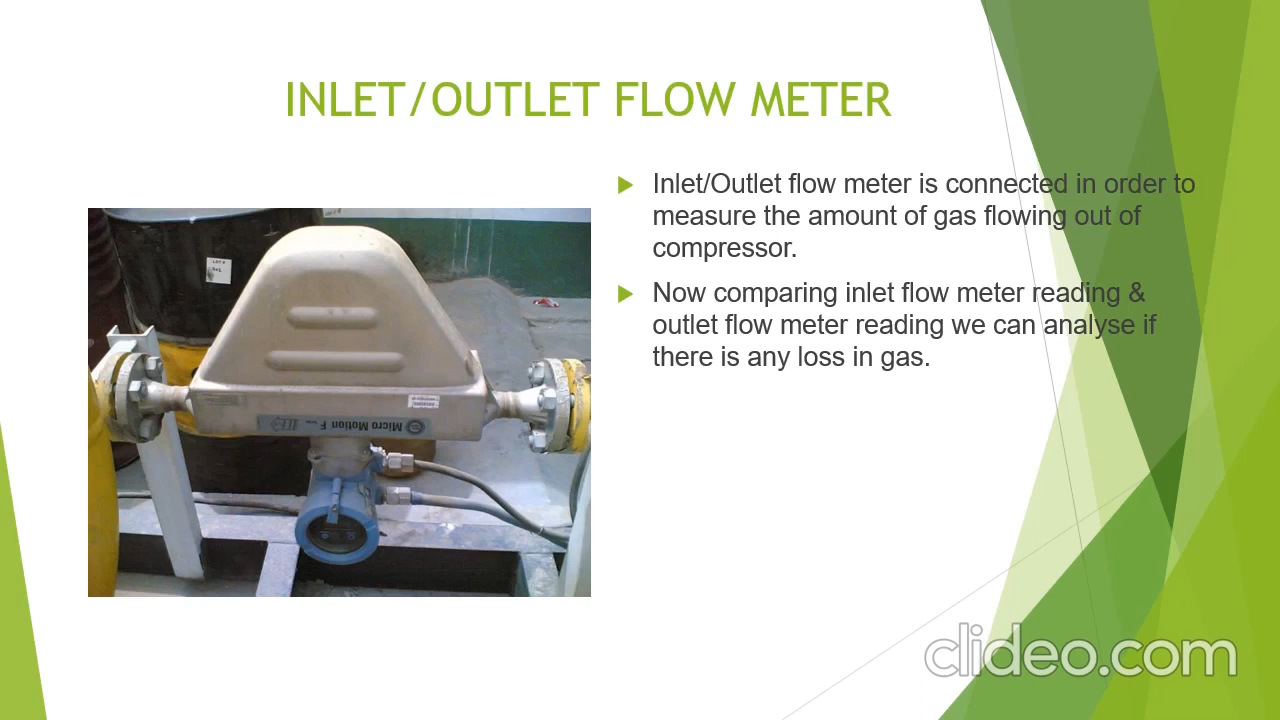 INLET/OUTLET FLOW METER
Inlet/Outlet flow meter is connected in order to
measure the amount of gas flowing out of
compressor.
Now comparing inlet flow meter reading &
outlet flow meter reading we can analyse if
there is any loss in gas.
Micro Motion F
clideo.com